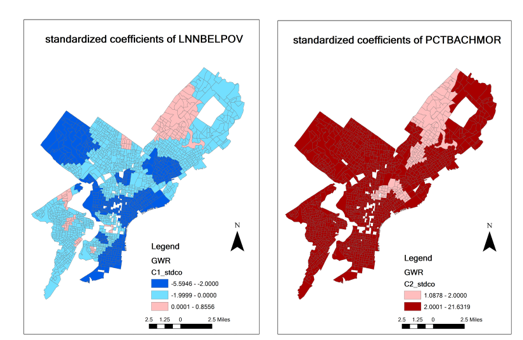 standardized coefficients of LNNBELPOV
N
Legend
GWR
C1_stdco
-5.5946 - -2.0000
-1.9999 - 0.0000
0.0001 - 0.8556
2.5 1.25 0 2.5 Miles
standardized coefficients of PCTBACHMOR
N
Legend
GWR
C2_stdco
1.0878 - 2.0000
2.0001 - 21.6319
2.5 1.25 0 2.5 Miles